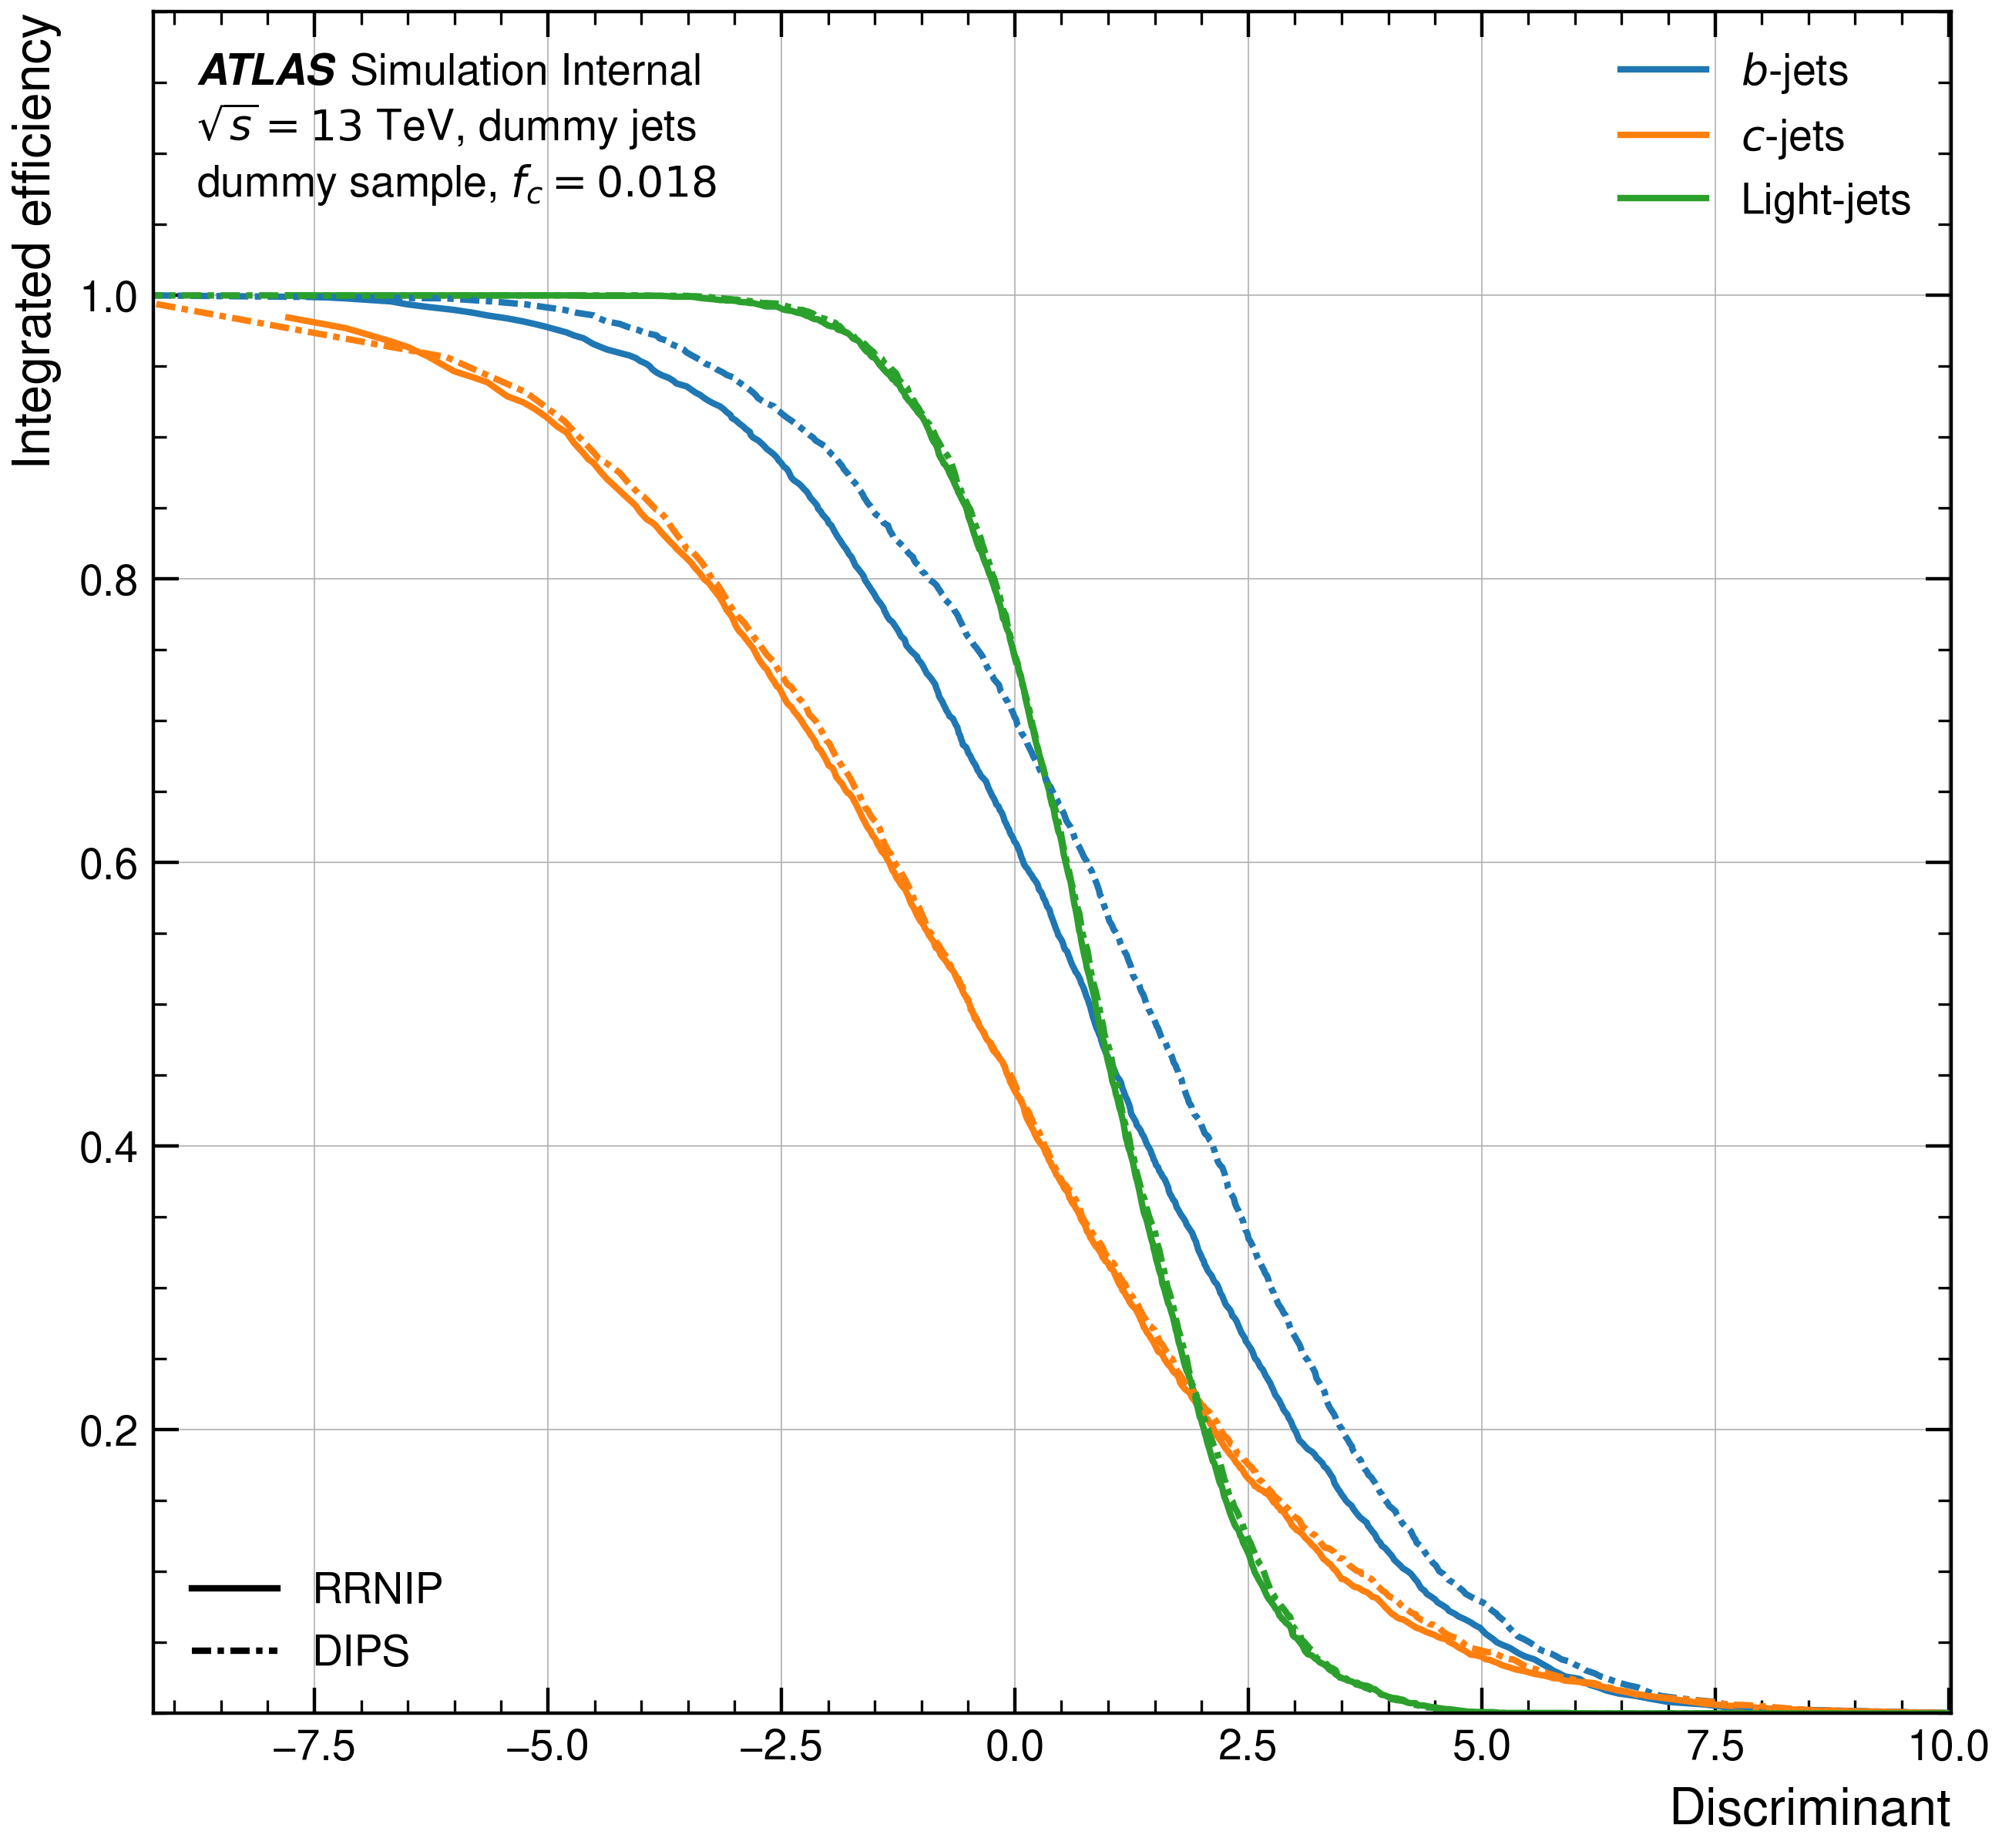 Integrated efficiency
ATLAS Simulation Internal
√s = 13 TeV, dummy jets
dummy sample, f_c = 0.018
b-jets
c-jets
Light-jets
1.0
0.8
0.6
0.4
0.2
RRNIP
DIPS
−7.5 −5.0 −2.5 0.0 2.5 5.0 7.5 10.0
Discriminant